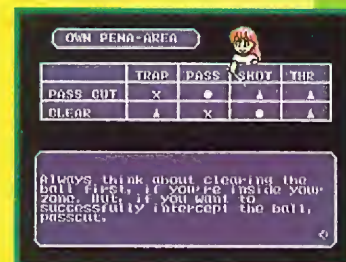 OWN PENA-AREA
TRAP PASS SHOT THR
PASS CUT X ● ▲ ▲
CLEAR ▲ X ● ▲
Always think about clearing the
ball first, if you're inside your
zone. But, if you want to
successfully intercept the ball,
passcut.